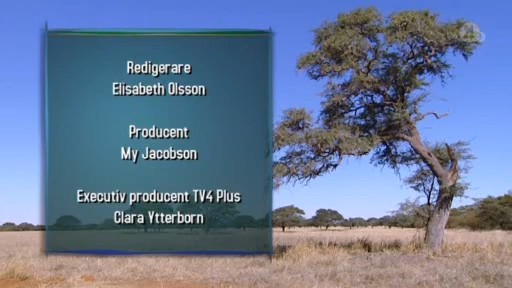 Redigerare
Elisabeth Olsson
Producent
My Jacobson
Executiv producent TV4 Plus
Clara Ytterborn